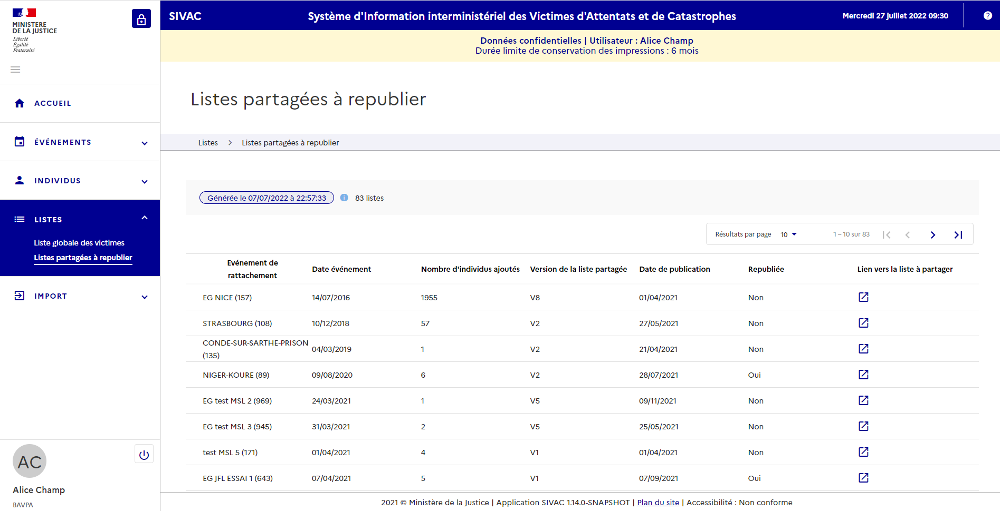 MINISTERE
DE LA JUSTICE
Liberté
Égalité
Fraternité
SIVAC
Système d'Information interministériel des Victimes d'Attentats et de Catastrophes
Mercredi 27 juillet 2022 09:30
?
Données confidentielles | Utilisateur : Alice Champ
Durée limite de conservation des impressions : 6 mois
ACCUEIL
ÉVÉNEMENTS
INDIVIDUS
LISTES
Liste globale des victimes
Listes partagées à republier
IMPORT
AC
Alice Champ
BAVPA
Listes partagées à republier
Listes > Listes partagées à republier
Générée le 07/07/2022 à 22:57:33 i 83 listes
Résultats par page 10 1 – 10 sur 83
Evénement de rattachement Date événement Nombre d'individus ajoutés Version de la liste partagée Date de publication Republiée Lien vers la liste à partager
EG NICE (157) 14/07/2016 1955 V8 01/04/2021 Non
STRASBOURG (108) 10/12/2018 57 V2 27/05/2021 Non
CONDE-SUR-SARTHE-PRISON (135) 04/03/2019 1 V2 21/04/2021 Non
NIGER-KOURE (89) 09/08/2020 6 V2 28/07/2021 Oui
EG test MSL 2 (969) 24/03/2021 1 V5 09/11/2021 Non
EG test MSL 3 (945) 31/03/2021 2 V5 25/05/2021 Non
test MSL 5 (171) 01/04/2021 4 V1 01/04/2021 Non
EG JFL ESSAI 1 (643) 07/04/2021 5 V1 07/09/2021 Oui
2021 © Ministère de la Justice | Application SIVAC 1.14.0-SNAPSHOT | Plan du site | Accessibilité : Non conforme